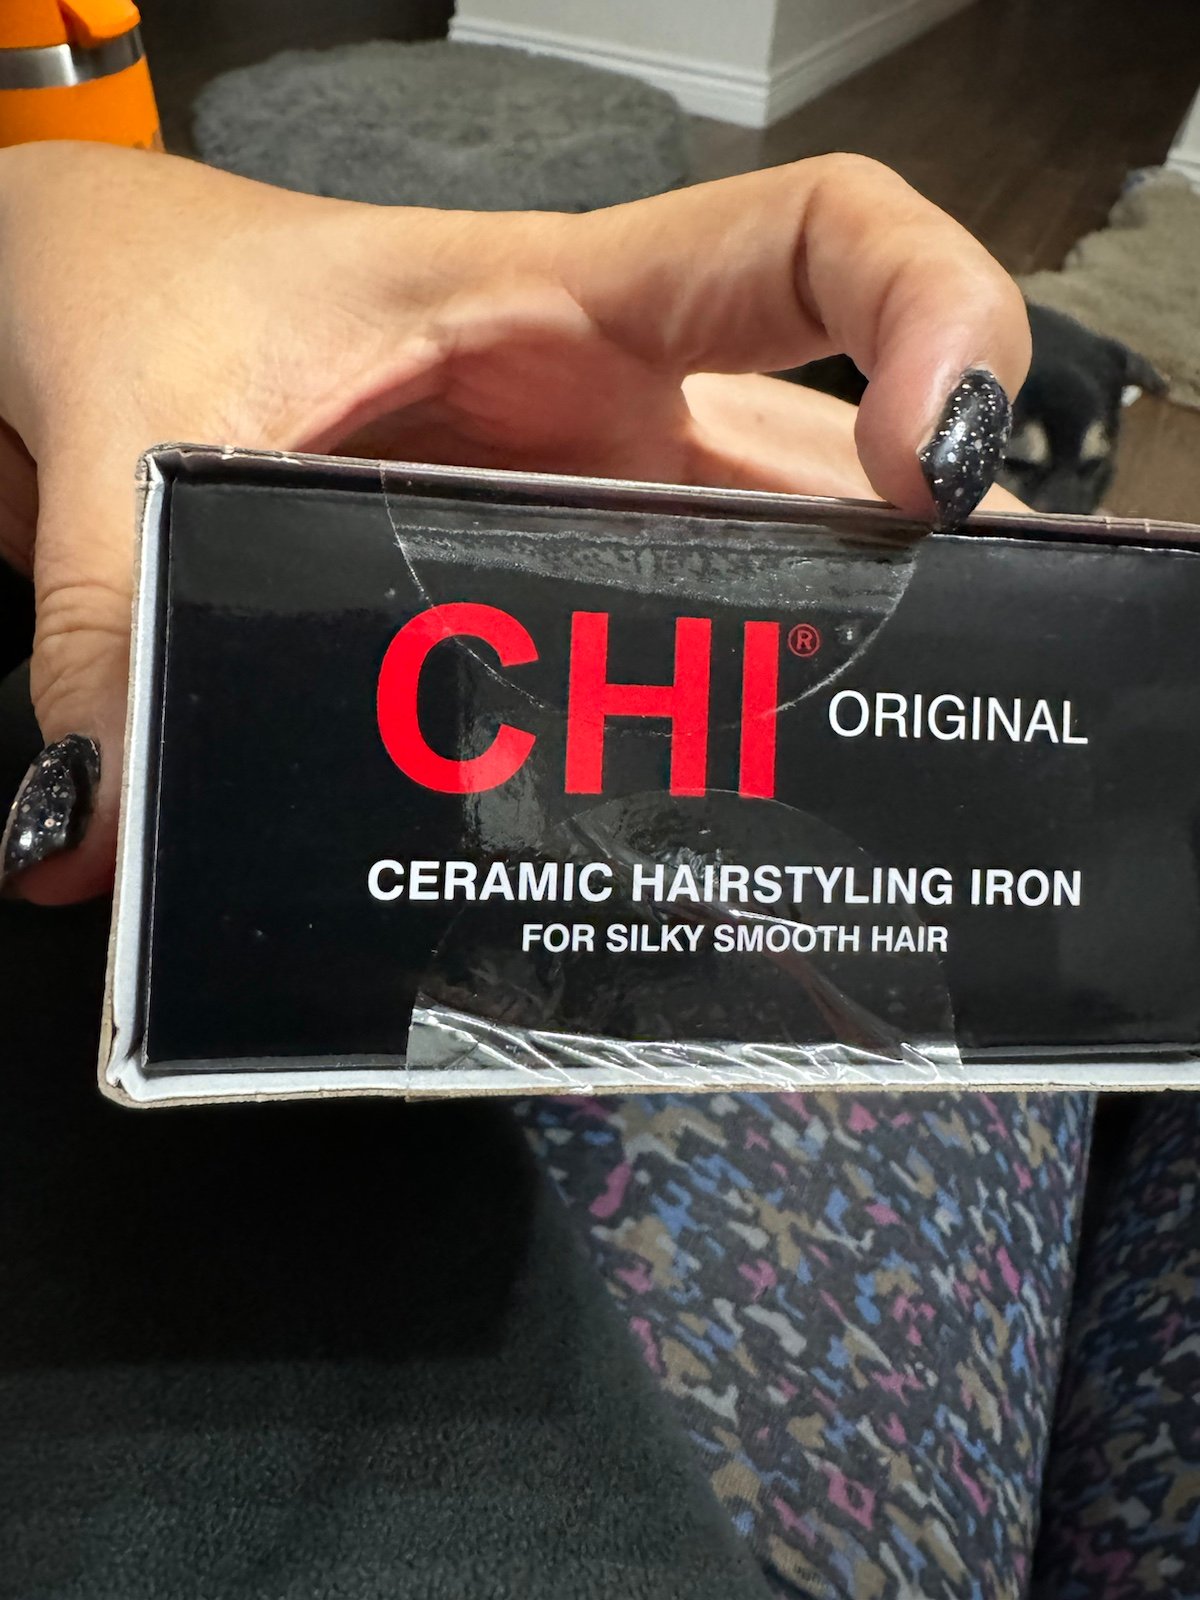 CHI® ORIGINAL
CERAMIC HAIRSTYLING IRON
FOR SILKY SMOOTH HAIR